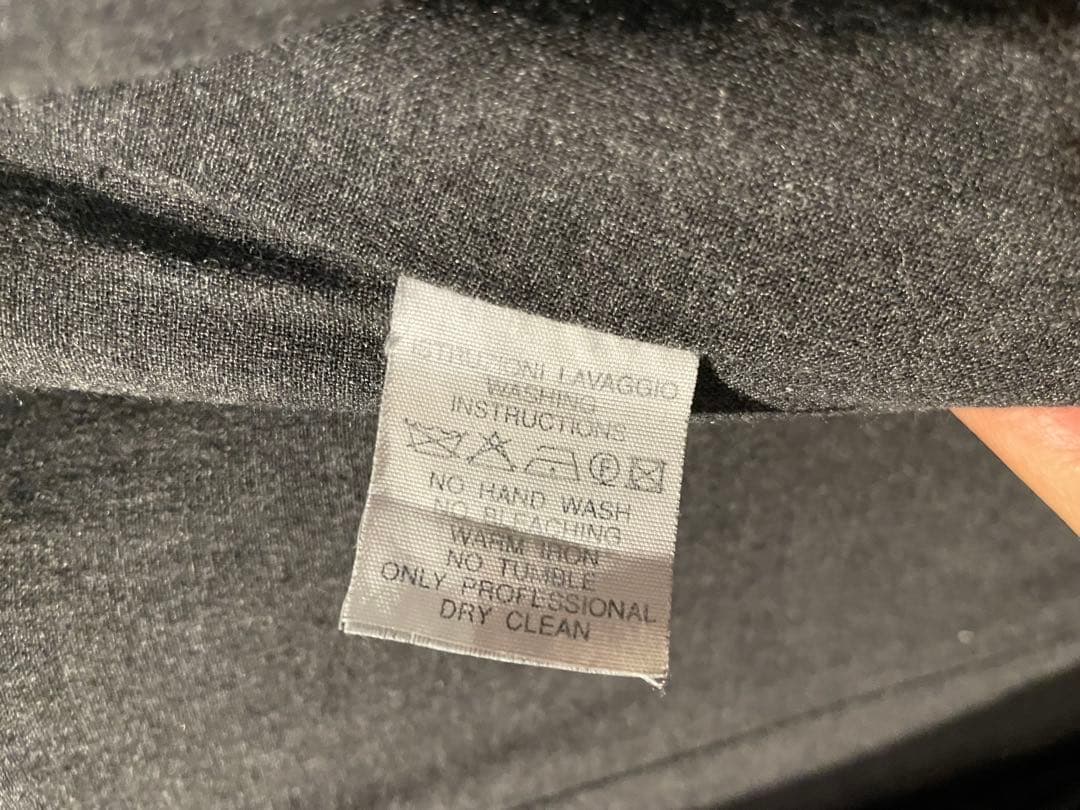 ISTRUZIONI LAVAGGIO
WASHING
INSTRUCTIONS
P
NO HAND WASH
NO BLEACHING
WARM IRON
NO TUMBLE
ONLY PROFESSIONAL
DRY CLEAN